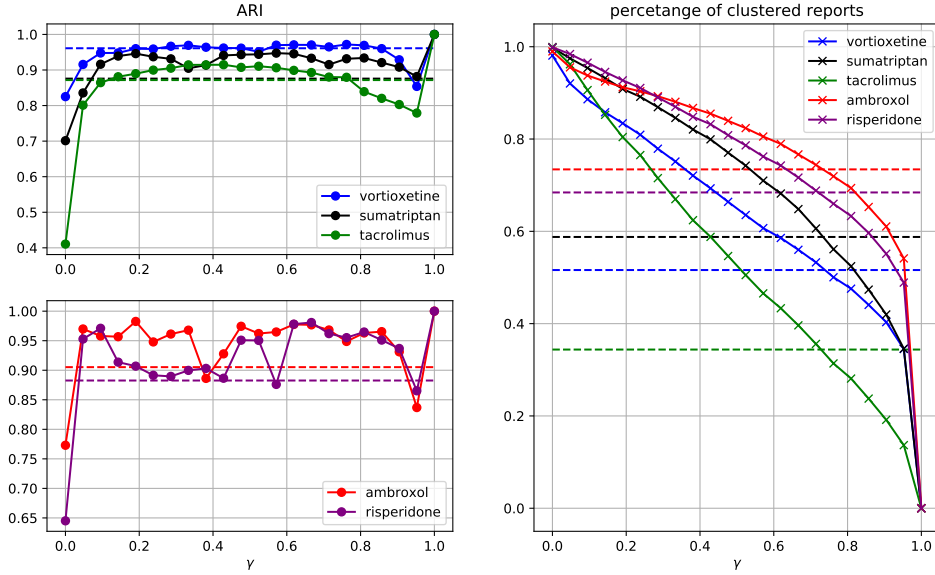 ARI
1.0
0.9
0.8
0.7
0.6
0.5
0.4
0.0 0.2 0.4 0.6 0.8 1.0
vortioxetine
sumatriptan
tacrolimus
1.00
0.95
0.90
0.85
0.80
0.75
0.70
0.65
0.0 0.2 0.4 0.6 0.8 1.0
γ
ambroxol
risperidone
percetange of clustered reports
1.0
0.8
0.6
0.4
0.2
0.0
0.0 0.2 0.4 0.6 0.8 1.0
γ
vortioxetine
sumatriptan
tacrolimus
ambroxol
risperidone